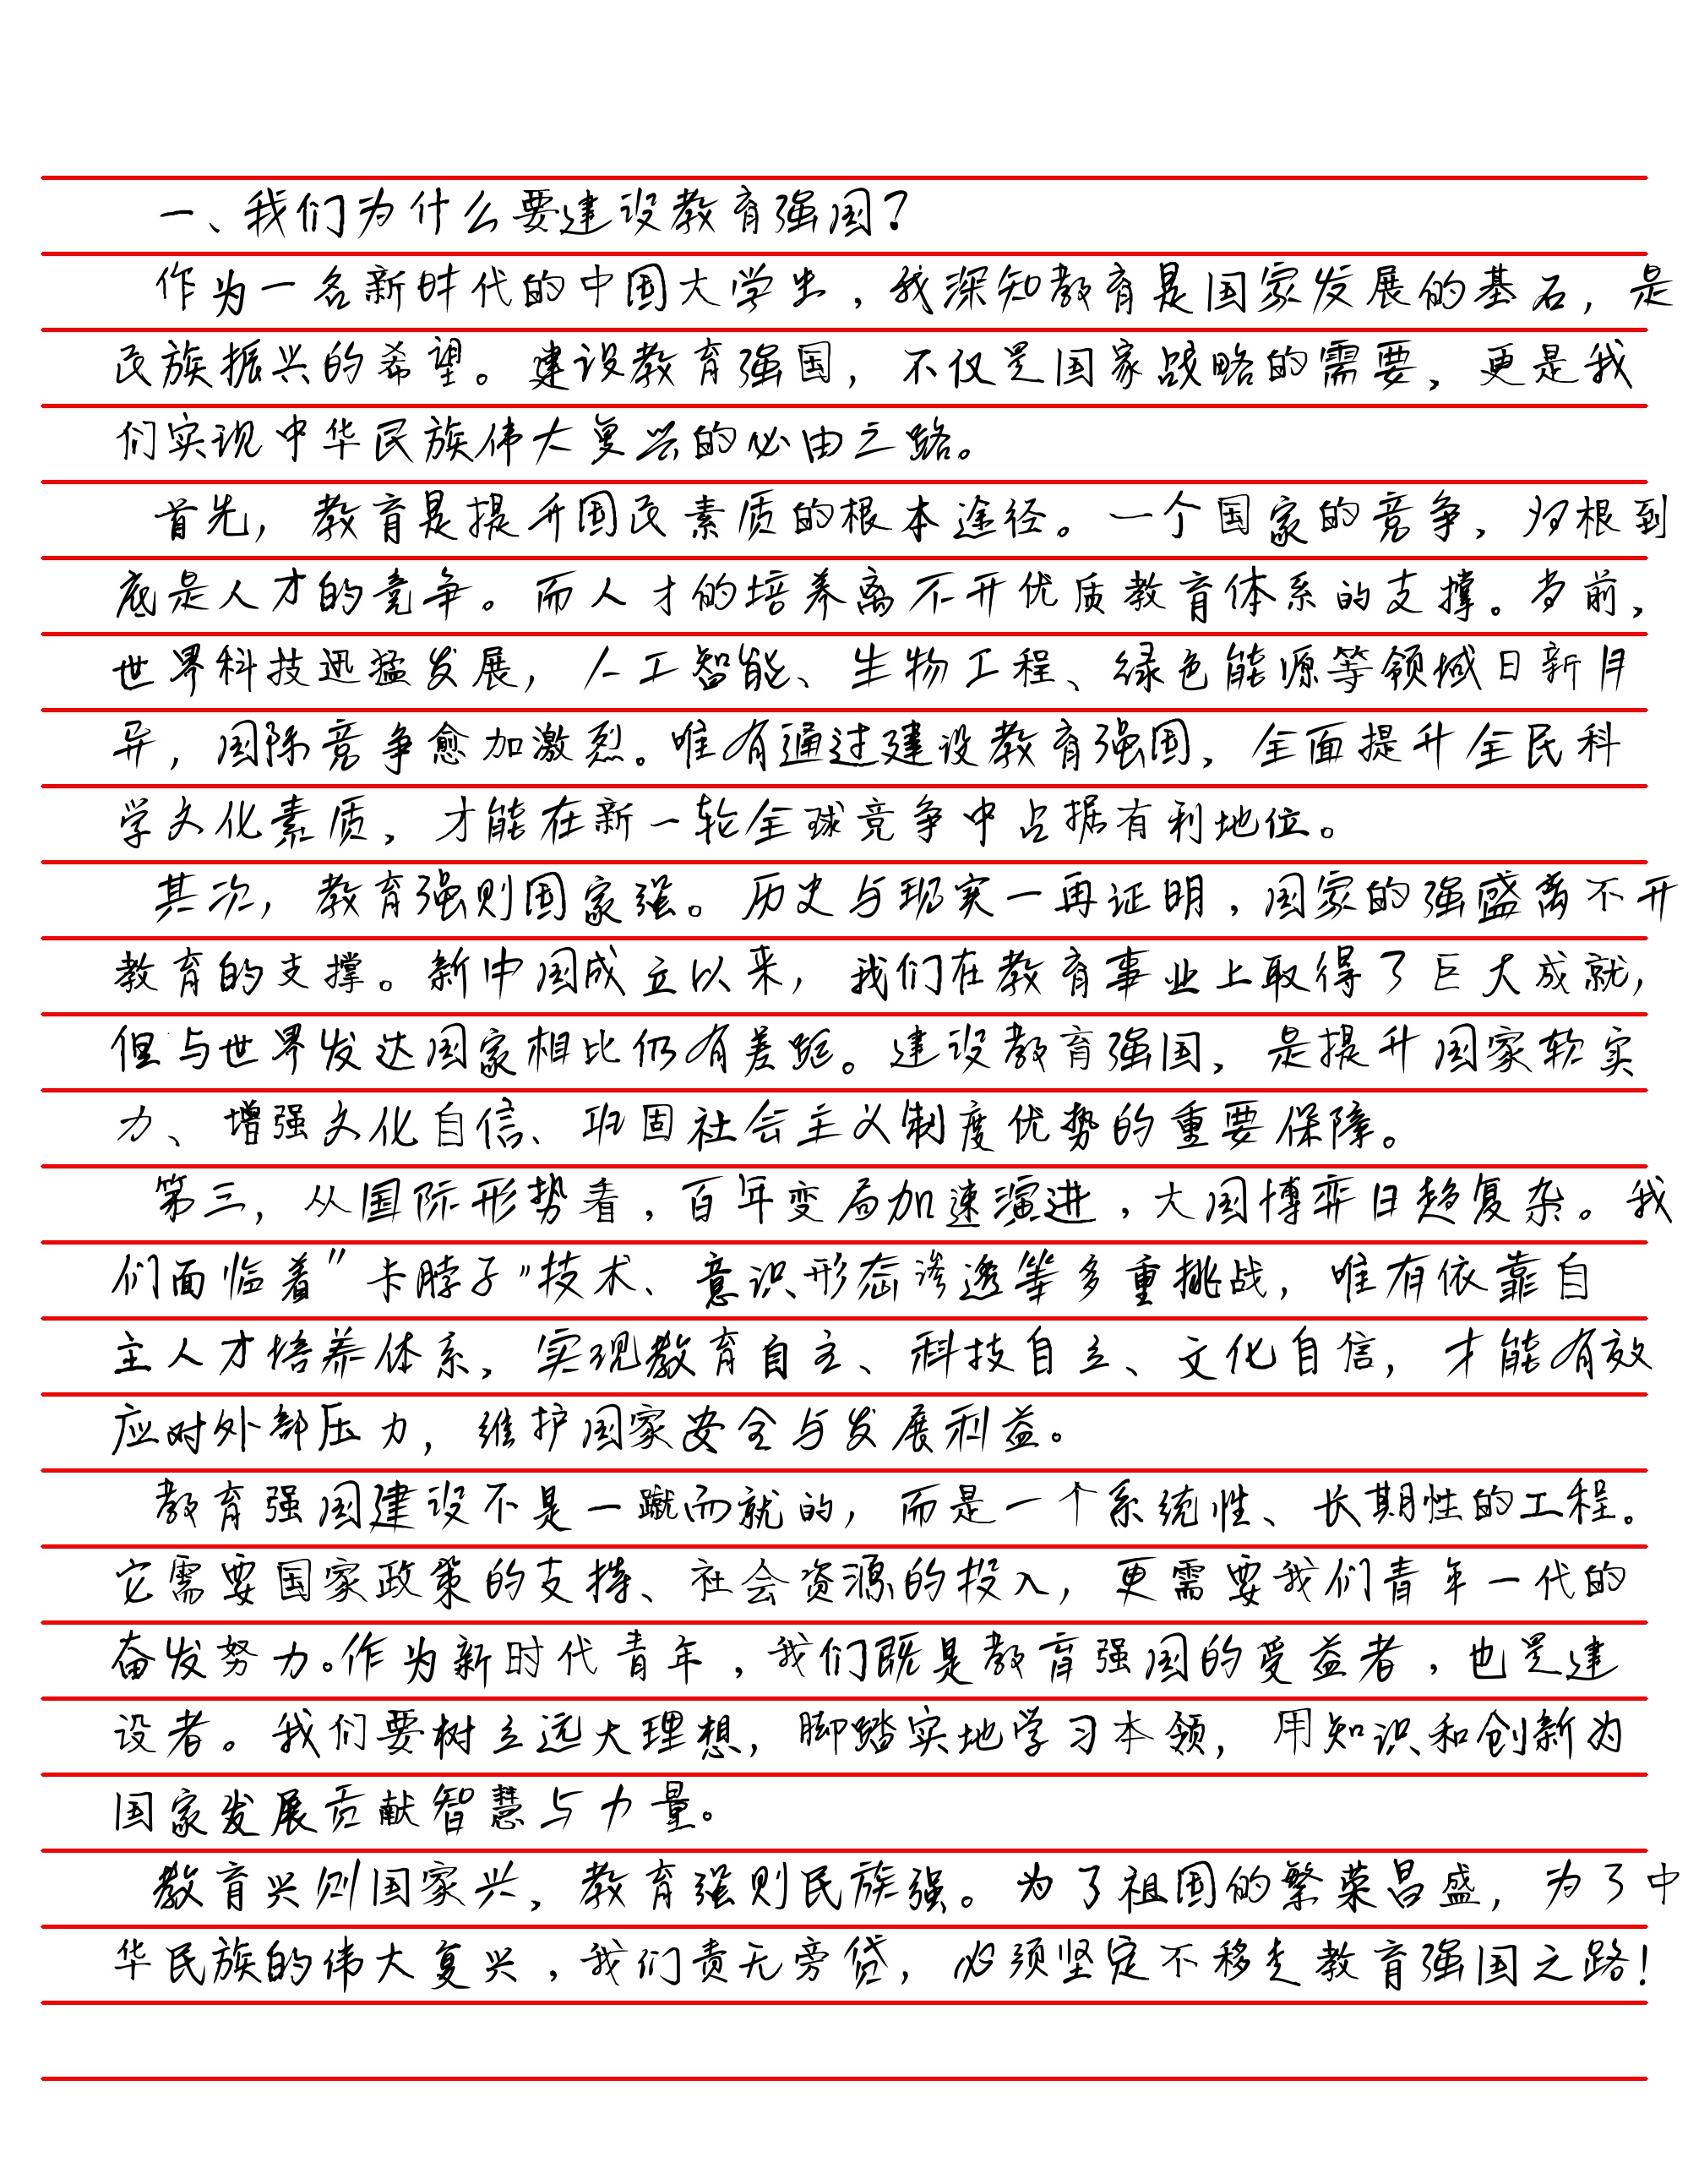 一、我们为什么要建设教育强国？
作为一名新时代的中国大学生，我深知教育是国家发展的基石，是
民族振兴的希望。建设教育强国，不仅是国家战略的需要，更是我
们实现中华民族伟大复兴的必由之路。
首先，教育是提升国民素质的根本途径。一个国家的竞争，归根到
底是人才的竞争。而人才的培养离不开优质教育体系的支撑。当前，
世界科技迅猛发展，人工智能、生物工程、绿色能源等领域日新月
异，国际竞争愈加激烈。唯有通过建设教育强国，全面提升全民科
学文化素质，才能在新一轮全球竞争中占据有利地位。
其次，教育强则国家强。历史与现实一再证明，国家的强盛离不开
教育的支撑。新中国成立以来，我们在教育事业上取得了巨大成就，
但与世界发达国家相比仍有差距。建设教育强国，是提升国家软实
力、增强文化自信、巩固社会主义制度优势的重要保障。
第三，从国际形势看，百年变局加速演进，大国博弈日趋复杂。我
们面临着"卡脖子"技术、意识形态渗透等多重挑战，唯有依靠自
主人才培养体系，实现教育自立、科技自立、文化自信，才能有效
应对外部压力，维护国家安全与发展利益。
教育强国建设不是一蹴而就的，而是一个系统性、长期性的工程。
它需要国家政策的支持、社会资源的投入，更需要我们青年一代的
奋发努力。作为新时代青年，我们既是教育强国的受益者，也是建
设者。我们要树立远大理想，脚踏实地学习本领，用知识和创新为
国家发展贡献智慧与力量。
教育兴则国家兴，教育强则民族强。为了祖国的繁荣昌盛，为了中
华民族的伟大复兴，我们责无旁贷，必须坚定不移走教育强国之路！